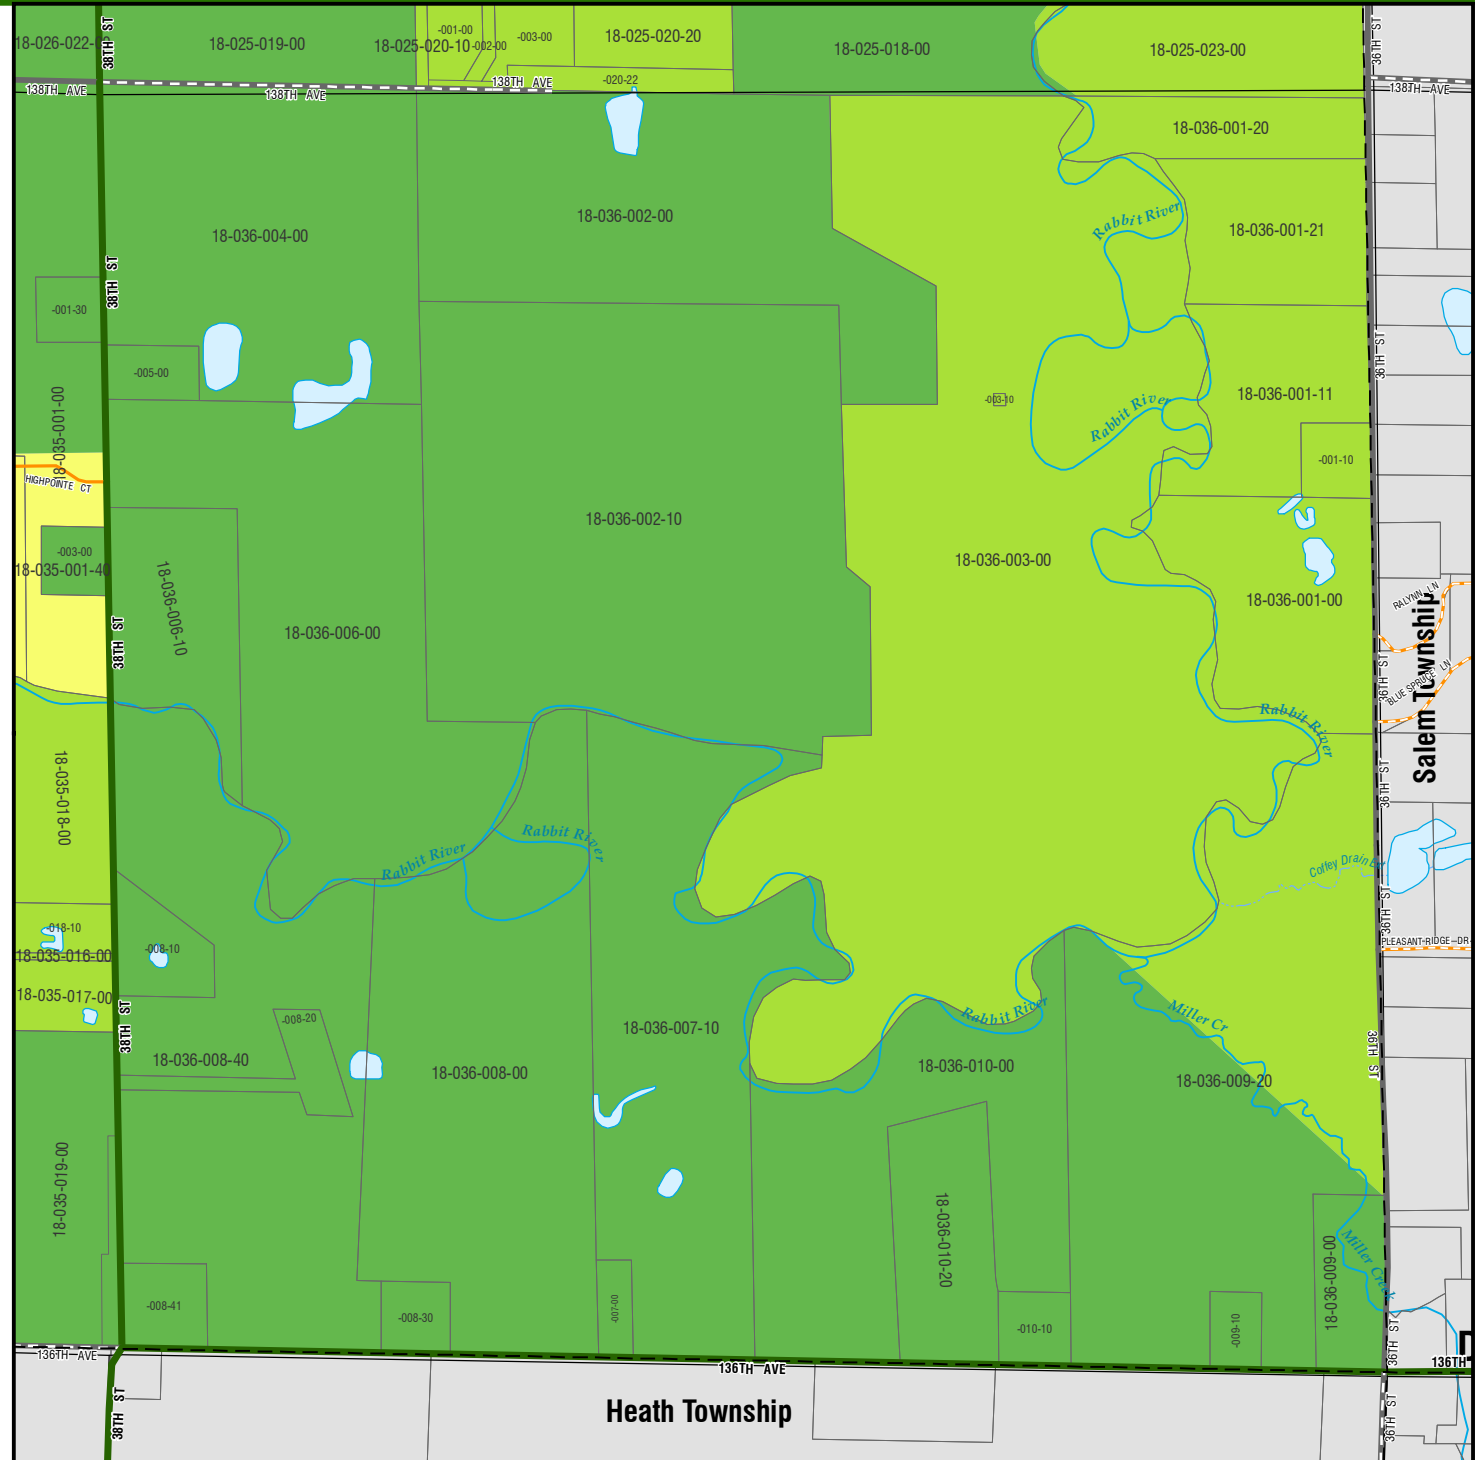 38TH ST
36TH ST
18-026-022-0
18-025-019-00
18-025-020-10
-001-00
-002-00
-003-00
18-025-020-20
-020-22
18-025-018-00
18-025-023-00
138TH AVE
138TH AVE
138TH AVE
138TH AVE
18-036-001-20
18-036-002-00
Rabbit River
18-036-001-21
18-036-004-00
38TH ST
-001-30
36TH ST
-005-00
18-035-001-00
-003-10
Rabbit River
18-036-001-11
-001-10
HIGHPOINTE CT
18-036-002-10
-003-00
18-035-001-40
18-036-003-00
18-036-001-00
RALYNN LN
18-036-006-10
18-036-006-00
38TH ST
36TH ST
BLUE SPRUCE LN
Salem Township
Rabbit River
18-035-018-00
36TH ST
Rabbit River
Rabbit River
Coffey Drain Ext
36TH ST
-018-10
18-035-016-00
-008-10
PLEASANT RIDGE DR
18-035-017-00
38TH ST
-008-20
18-036-007-10
Rabbit River
Miller Cr
36TH ST
18-036-008-40
18-036-008-00
18-036-010-00
18-036-009-20
18-035-019-00
18-036-010-20
18-036-009-00
Miller Creek
-008-41
-008-30
-007-00
-010-10
-009-10
36TH ST
136TH AVE
136TH AVE
136TH
38TH ST
Heath Township
36TH ST